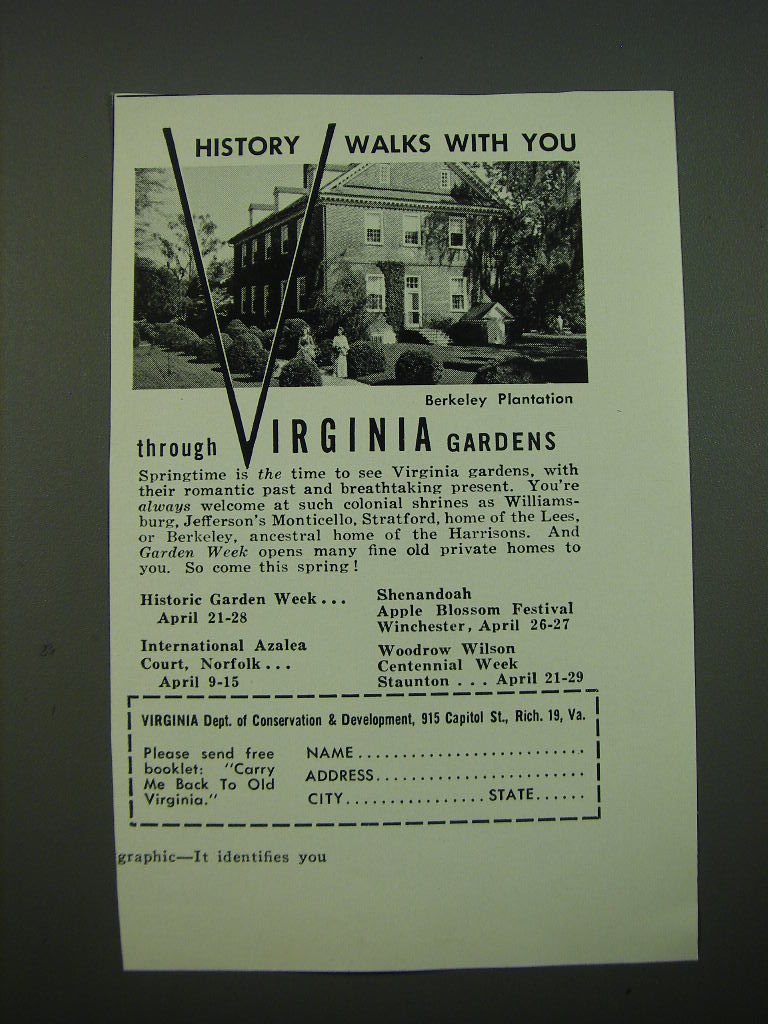 HISTORY WALKS WITH YOU
Berkeley Plantation
through VIRGINIA GARDENS
Springtime is the time to see Virginia gardens, with
their romantic past and breathtaking present. You're
always welcome at such colonial shrines as Williams-
burg, Jefferson's Monticello, Stratford, home of the Lees,
or Berkeley, ancestral home of the Harrisons. And
Garden Week opens many fine old private homes to
you. So come this spring!
Historic Garden Week...
April 21-28
International Azalea
Court, Norfolk...
April 9-15
Shenandoah
Apple Blossom Festival
Winchester, April 26-27
Woodrow Wilson
Centennial Week
Staunton . . . April 21-29
VIRGINIA Dept. of Conservation & Development, 915 Capitol St., Rich. 19, Va.
Please send free
booklet: "Carry
Me Back To Old
Virginia."
NAME...........................
ADDRESS.........................
CITY.................STATE......
graphic—It identifies you